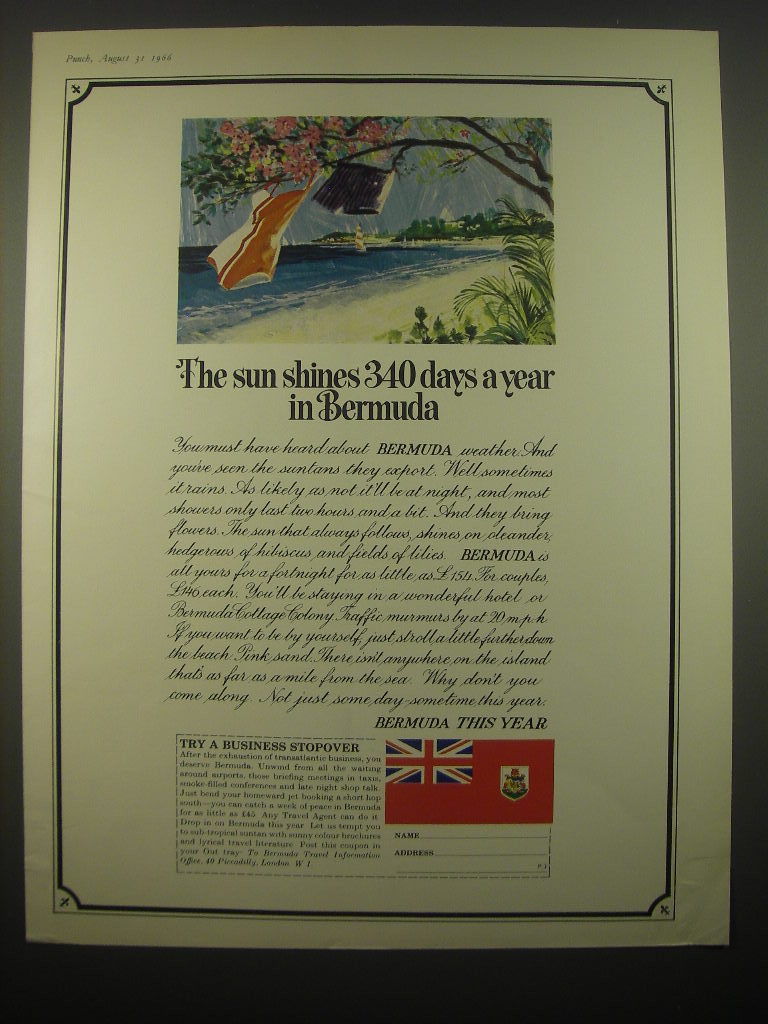 Punch, August 31 1966
The sun shines 340 days a year
in Bermuda
You must have heard about BERMUDA weather. And
you've seen the suntans they export. Well, sometimes
it rains. As likely as not it'll be at night, and most
showers only last two hours and a bit. And they bring
flowers. The sun that always follows, shines on oleander,
hedgerows of hibiscus and fields of lilies. BERMUDA is
all yours for a fortnight for as little as £154. For couples,
£146 each. You'll be staying in a wonderful hotel or
Bermuda Cottage Colony. Traffic murmurs by at 20 m p h
If you want to be by yourself, just stroll a little further down
the beach. Pink sand. There isn't anywhere on the island
that's as far as a mile from the sea. Why don't you
come along. Not just some day-sometime this year.
BERMUDA THIS YEAR
TRY A BUSINESS STOPOVER
After the exhaustion of transatlantic business, you
deserve Bermuda. Unwind from all the waiting
around airports, those briefing meetings in taxis,
smoke-filled conferences and late night shop talk.
Just bend your homeward jet booking a short hop
south—you can catch a week of peace in Bermuda
for as little as £45. Any Travel Agent can do it.
Drop in on Bermuda this year. Let us tempt you
to sub-tropical suntan with sunny colour brochures
and lyrical travel literature. Post this coupon in
your Out tray- To Bermuda Travel Information
Office, 40 Piccadilly, London W 1
NAME
ADDRESS